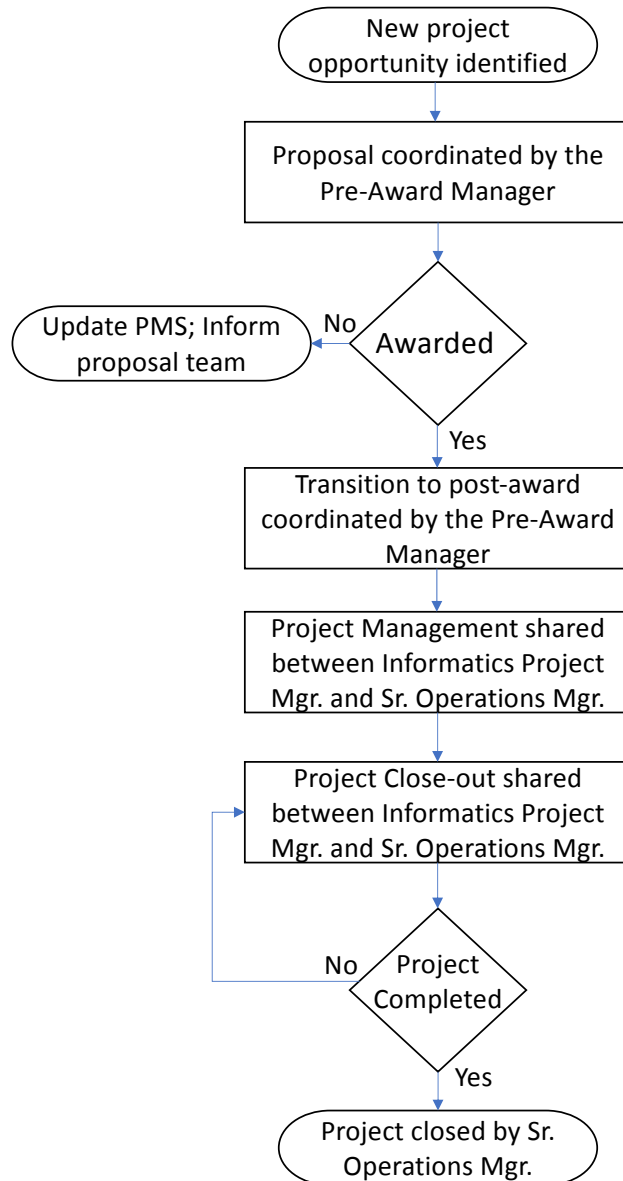 New project
opportunity identified
Proposal coordinated by the
Pre-Award Manager
Awarded
No
Update PMS; Inform
proposal team
Yes
Transition to post-award
coordinated by the Pre-Award
Manager
Project Management shared
between Informatics Project
Mgr. and Sr. Operations Mgr.
Project Close-out shared
between Informatics Project
Mgr. and Sr. Operations Mgr.
No
Project
Completed
Yes
Project closed by Sr.
Operations Mgr.